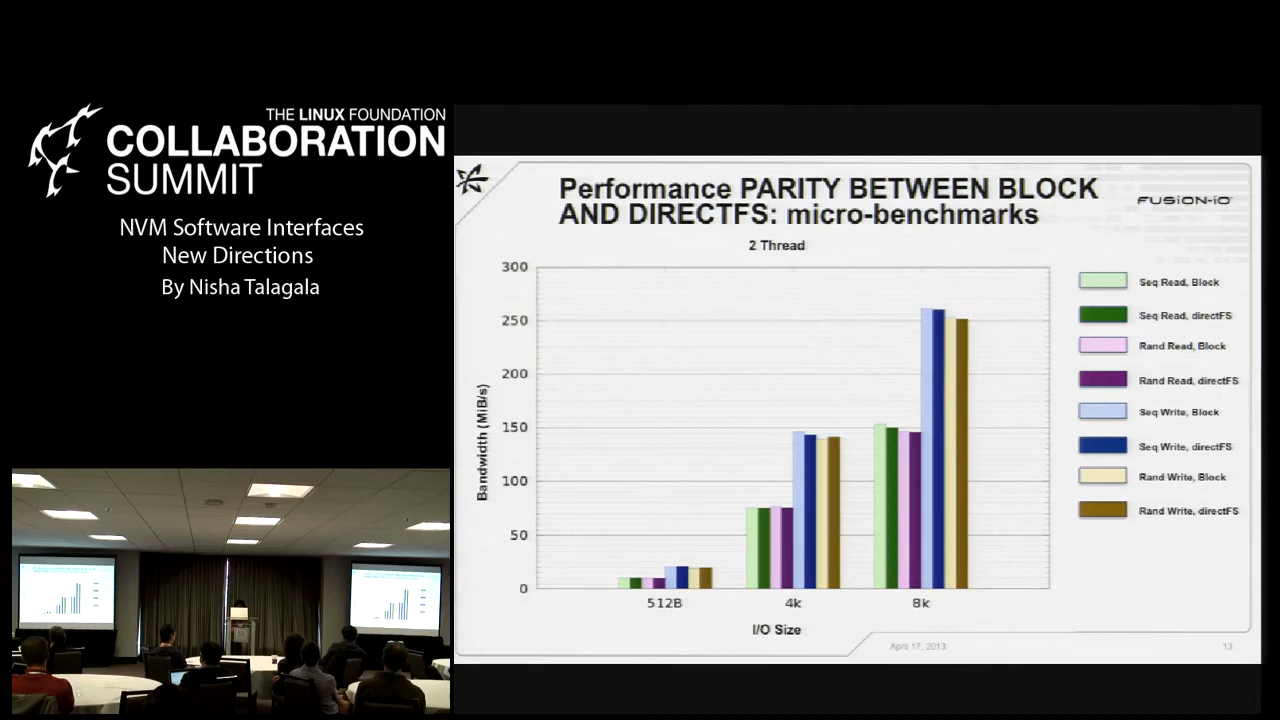 THE LINUX FOUNDATION
COLLABORATION
SUMMIT
NVM Software Interfaces
New Directions
By Nisha Talagala
Performance PARITY BETWEEN BLOCK
AND DIRECTFS: micro-benchmarks
FUSiON-iO
2 Thread
300
250
200
150
100
50
0
Bandwidth (MiB/s)
512B
4k
8k
I/O Size
Seq Read, Block
Seq Read, directFS
Rand Read, Block
Rand Read, directFS
Seq Write, Block
Seq Write, directFS
Rand Write, Block
Rand Write, directFS
April 17, 2013
13